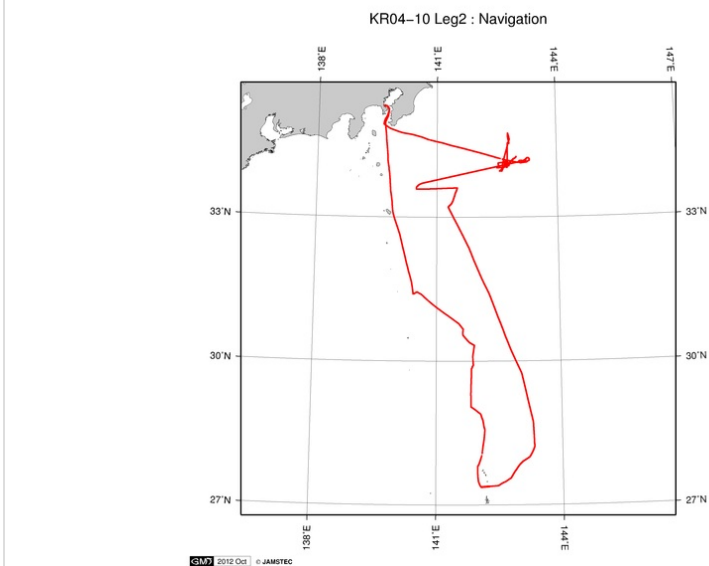 KR04−10 Leg2 : Navigation
138˚E
141˚E
144˚E
147˚E
33˚N
33˚N
30˚N
30˚N
27˚N
27˚N
138˚E
141˚E
144˚E
GMT 2012 Oct © JAMSTEC